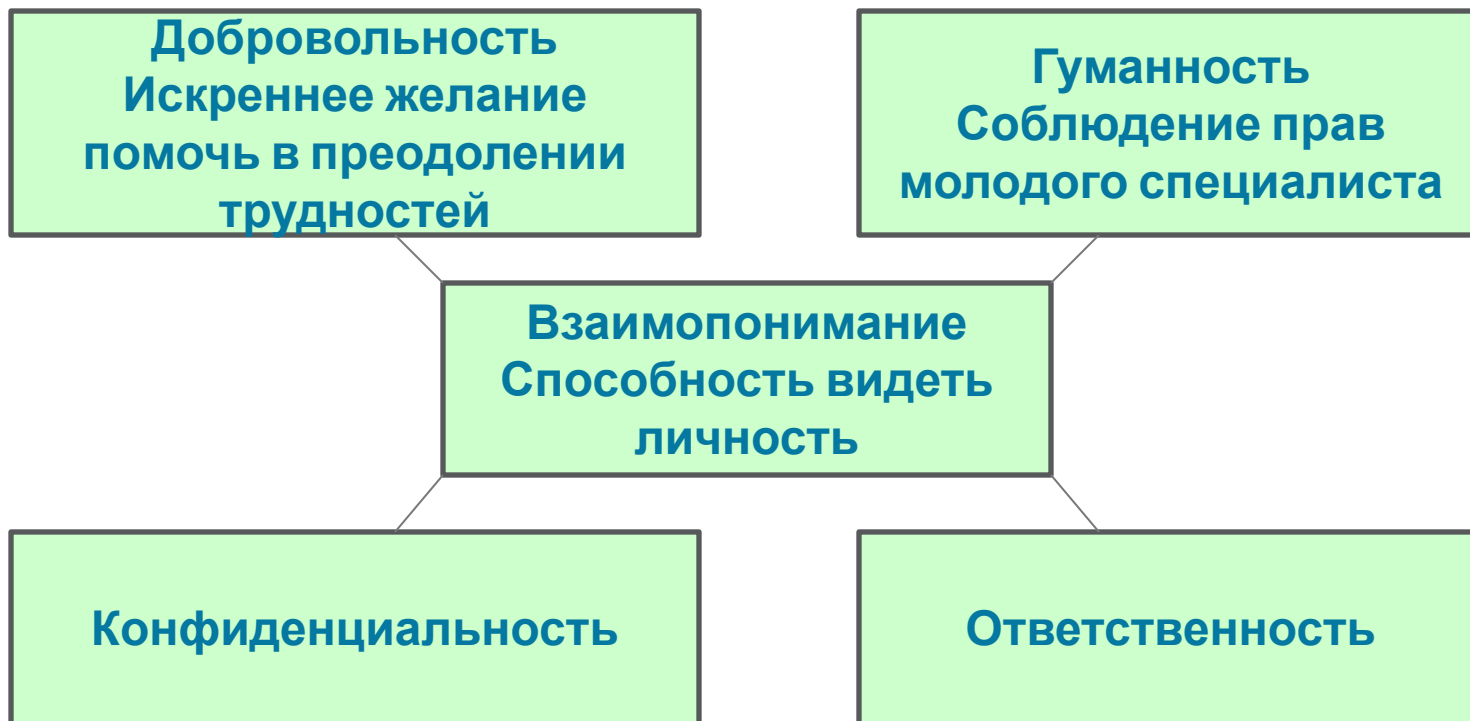 Добровольность
Искреннее желание
помочь в преодолении
трудностей
Гуманность
Соблюдение прав
молодого специалиста
Взаимопонимание
Способность видеть
личность
Конфиденциальность
Ответственность